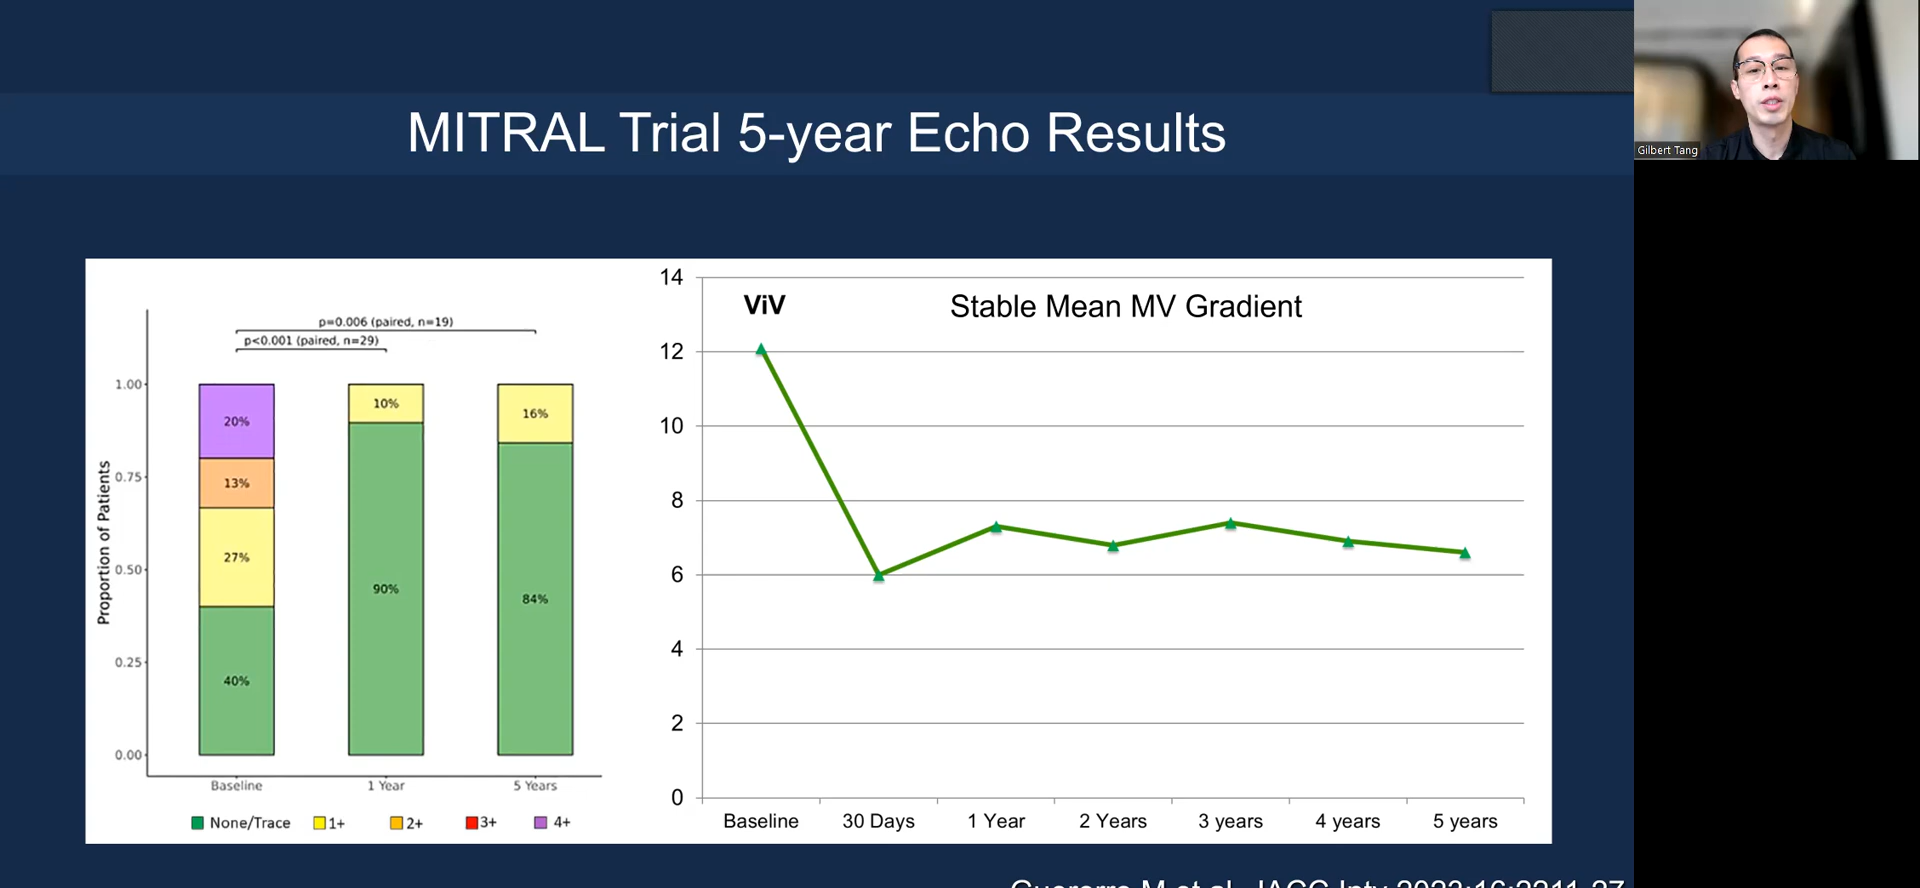 MITRAL Trial 5-year Echo Results
Gilbert Tang
p=0.006 (paired, n=19)
p<0.001 (paired, n=29)
Proportion of Patients
1.00
0.75
0.50
0.25
0.00
20%
13%
27%
40%
10%
90%
16%
84%
Baseline 1 Year 5 Years
None/Trace 1+ 2+ 3+ 4+
ViV Stable Mean MV Gradient
14
12
10
8
6
4
2
0
Baseline 30 Days 1 Year 2 Years 3 years 4 years 5 years